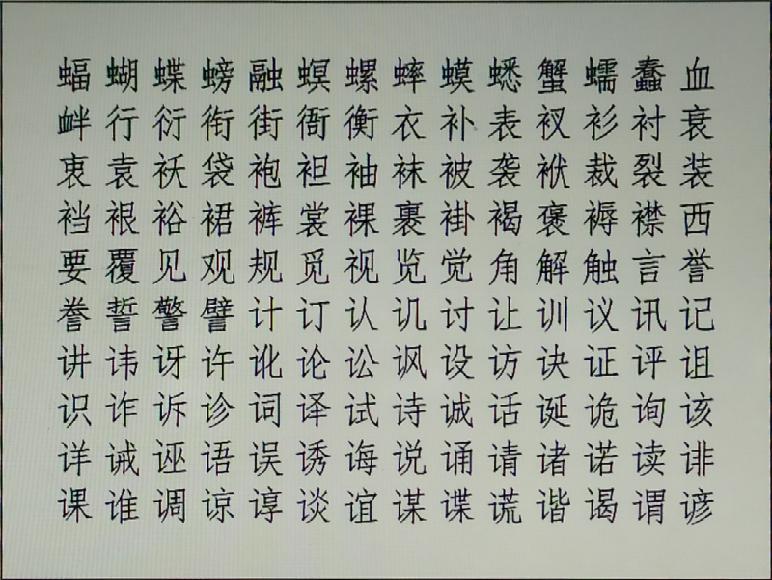 蝠蝴蝶螃融螟螺蟀蟆蟋蟹蠕蠢血
衅行衍衔街衙衡衣补表衩衫衬衰
衷袁袄袋袍袒袖袜被袭袱裁裂装
裆裉裕裙裤裳裸裹褂褐褒褥襟西
要覆见观规觅视览觉角解触言誉
誊誓警譬计订认讥讨让训议讯记
讲讳讶许讹论讼讽设访诀证评诅
识诈诉诊词译试诗诚话诞诡询该
详诫诬语误诱诲说诵请诸诺读诽
课谁调谅谆谈谊谋谍谎谐谒谓谚